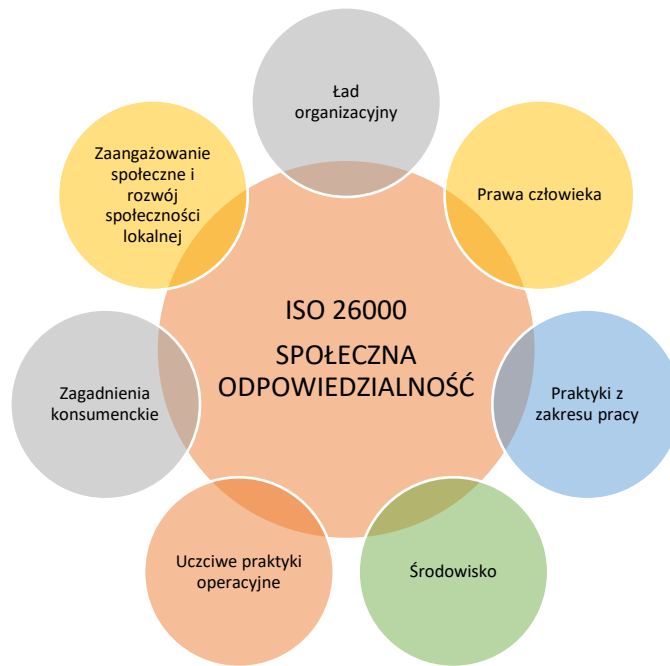 Ład
organizacyjny
Prawa człowieka
Praktyki z
zakresu pracy
Środowisko
Uczciwe praktyki
operacyjne
Zagadnienia
konsumenckie
Zaangażowanie
społeczne i
rozwój
społeczności
lokalnej
ISO 26000
SPOŁECZNA
ODPOWIEDZIALNOŚĆ